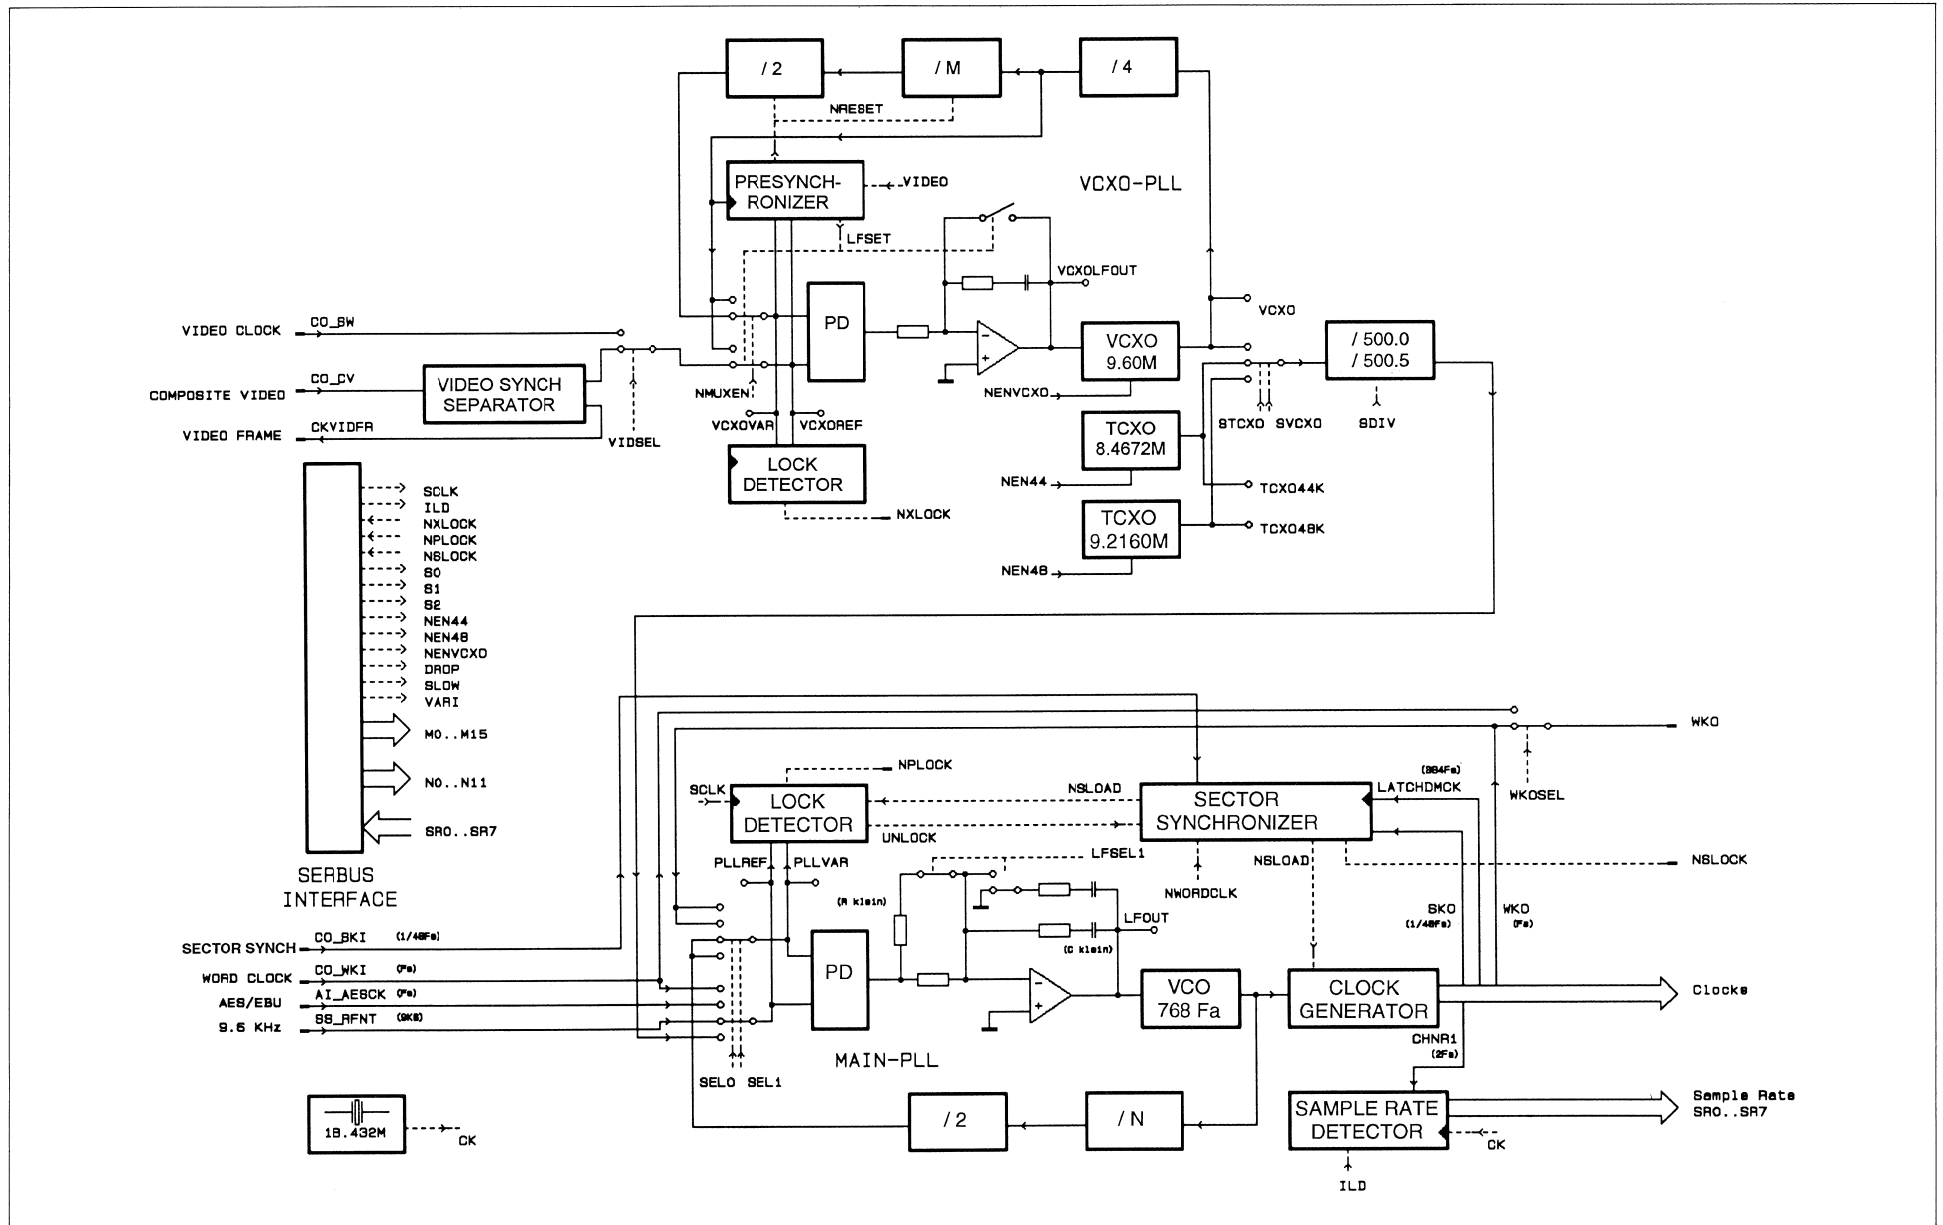 / 2
/ M
/ 4
NRESET
PRESYNCH-
RONIZER
VIDEO
VCXO-PLL
LFSET
VCXOLFOUT
VIDEO CLOCK
CO_BW
PD
VCXO
VCXO
9.60M
/ 500.0
/ 500.5
COMPOSITE VIDEO
CO_CV
VIDEO SYNCH
SEPARATOR
NMUXEN
NENVCXO
VIDEO FRAME
CKVIDFR
VIDSEL
VCXOVAR
VCXOREF
STCXO
SVCXO
SDIV
TCXO
8.4672M
LOCK
DETECTOR
NEN44
TCXO44K
NXLOCK
TCXO
9.2160M
TCXO48K
NEN48
SCLK
ILD
NXLOCK
NPLOCK
NSLOCK
S0
S1
S2
NEN44
NEN48
NENVCXO
DROP
SLOW
VARI
M0..M15
N0..N11
SR0..SR7
SERBUS
INTERFACE
WKO
WKOSEL
NPLOCK
SCLK
LOCK
DETECTOR
NSLOAD
UNLOCK
SECTOR
SYNCHRONIZER
(384Fs)
LATCHDMCK
PLLREF
PLLVAR
LFSEL1
NSLOAD
NSLOCK
NWORDCLK
(R klein)
LFOUT
(C klein)
SKO
(1/48Fs)
WKO
(Fs)
SECTOR SYNCH
CO_SKI
(1/48Fs)
WORD CLOCK
CO_WKI
(Fs)
AES/EBU
AI_AESCK
(Fs)
9.6 KHz
SS_RFNT
(9K6)
PD
VCO
768 Fa
CLOCK
GENERATOR
Clocks
MAIN-PLL
SEL0
SEL1
CHNR1
(2Fs)
/ 2
/ N
SAMPLE RATE
DETECTOR
Sample Rate
SR0..SR7
CK
ILD
18.432M
CK